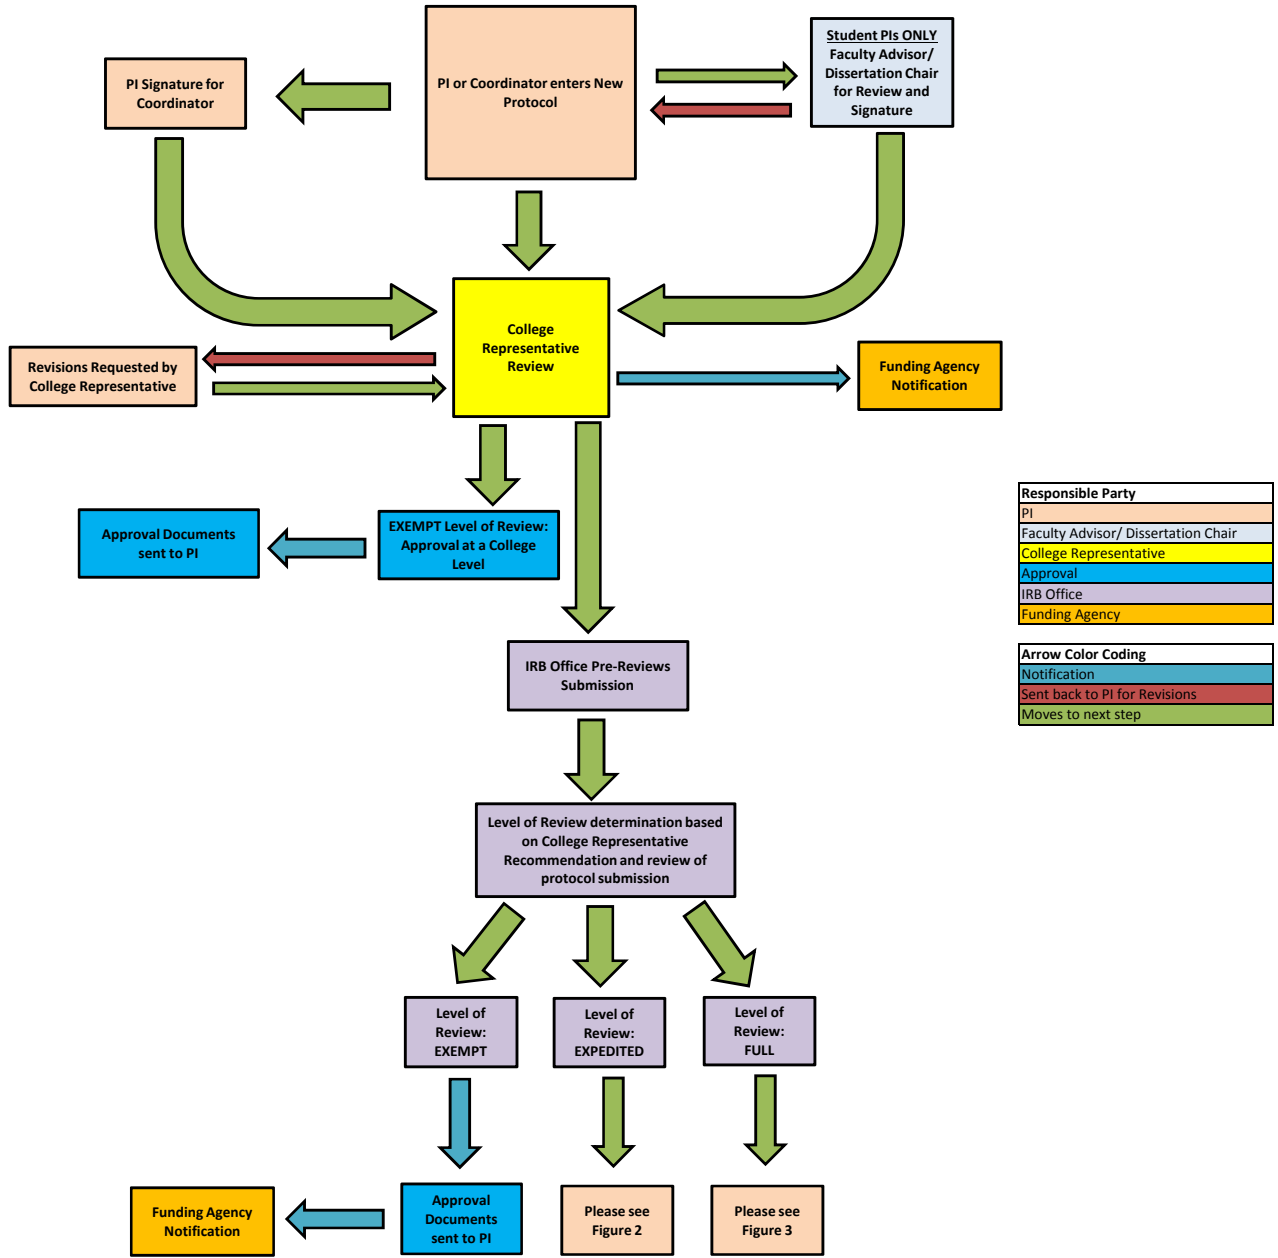 PI Signature for
Coordinator
PI or Coordinator enters New
Protocol
Student PIs ONLY
Faculty Advisor/
Dissertation Chair
for Review and
Signature
College
Representative
Review
Revisions Requested by
College Representative
Funding Agency
Notification
Approval Documents
sent to PI
EXEMPT Level of Review:
Approval at a College
Level
Responsible Party
PI
Faculty Advisor/ Dissertation Chair
College Representative
Approval
IRB Office
Funding Agency
Arrow Color Coding
Notification
Sent back to PI for Revisions
Moves to next step
IRB Office Pre-Reviews
Submission
Level of Review determination based
on College Representative
Recommendation and review of
protocol submission
Level of
Review:
EXEMPT
Level of
Review:
EXPEDITED
Level of
Review:
FULL
Funding Agency
Notification
Approval
Documents
sent to PI
Please see
Figure 2
Please see
Figure 3